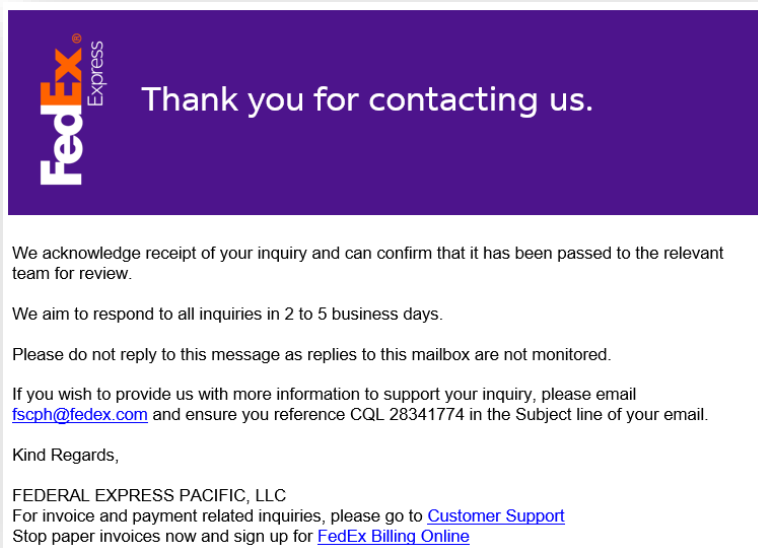 FedEx®
Express
Thank you for contacting us.
We acknowledge receipt of your inquiry and can confirm that it has been passed to the relevant
team for review.
We aim to respond to all inquiries in 2 to 5 business days.
Please do not reply to this message as replies to this mailbox are not monitored.
If you wish to provide us with more information to support your inquiry, please email
fscph@fedex.com and ensure you reference CQL 28341774 in the Subject line of your email.
Kind Regards,
FEDERAL EXPRESS PACIFIC, LLC
For invoice and payment related inquiries, please go to Customer Support
Stop paper invoices now and sign up for FedEx Billing Online